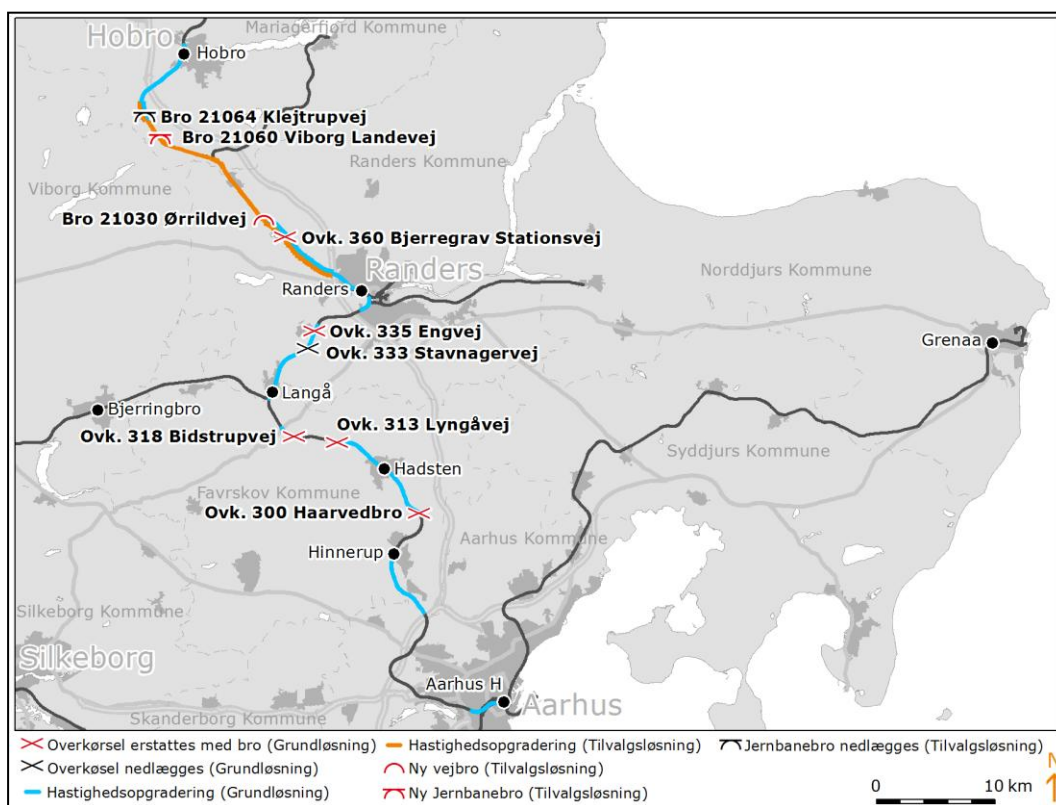 Hobro
Mariagerfjord Kommune
Hobro
Bro 21064 Klejtrupvej
Bro 21060 Viborg Landevej
Randers Kommune
Viborg Kommune
Bro 21030 Ørrildvej
Ovk. 360 Bjerregrav Stationsvej
Randers
Norddjurs Kommune
Randers
Ovk. 335 Engvej
Grenaa
Ovk. 333 Stavnagervej
Langå
Bjerringbro
Ovk. 313 Lyngåvej
Ovk. 318 Bidstrupvej
Syddjurs Kommune
Hadsten
Favrskov Kommune
Ovk. 300 Haarvedbro
Aarhus Kommune
Hinnerup
Silkeborg Kommune
Silkeborg
Aarhus H
Aarhus
Skanderborg Kommune
Overkørsel erstattes med bro (Grundløsning)
Overkøsel nedlægges (Grundløsning)
Hastighedsopgradering (Grundløsning)
Hastighedsopgradering (Tilvalgsløsning)
Ny vejbro (Tilvalgsløsning)
Ny Jernbanebro (Tilvalgsløsning)
Jernbanebro nedlægges (Tilvalgsløsning)
N
0 10 km